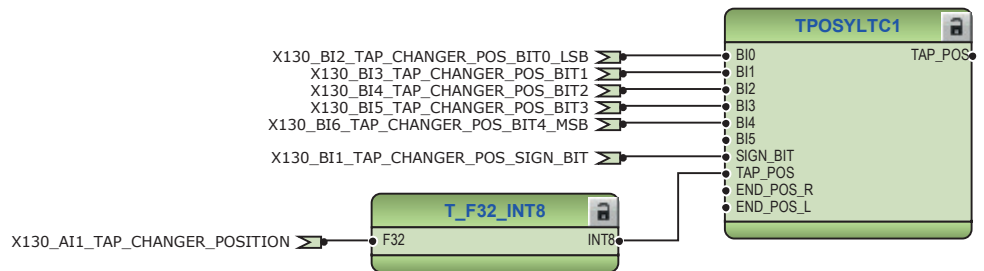 TPOSYLTC1
X130_BI2_TAP_CHANGER_POS_BIT0_LSB BI0 TAP_POS
X130_BI3_TAP_CHANGER_POS_BIT1 BI1
X130_BI4_TAP_CHANGER_POS_BIT2 BI2
X130_BI5_TAP_CHANGER_POS_BIT3 BI3
X130_BI6_TAP_CHANGER_POS_BIT4_MSB BI4
BI5
X130_BI1_TAP_CHANGER_POS_SIGN_BIT SIGN_BIT
TAP_POS
END_POS_R
END_POS_L
T_F32_INT8
X130_AI1_TAP_CHANGER_POSITION F32 INT8